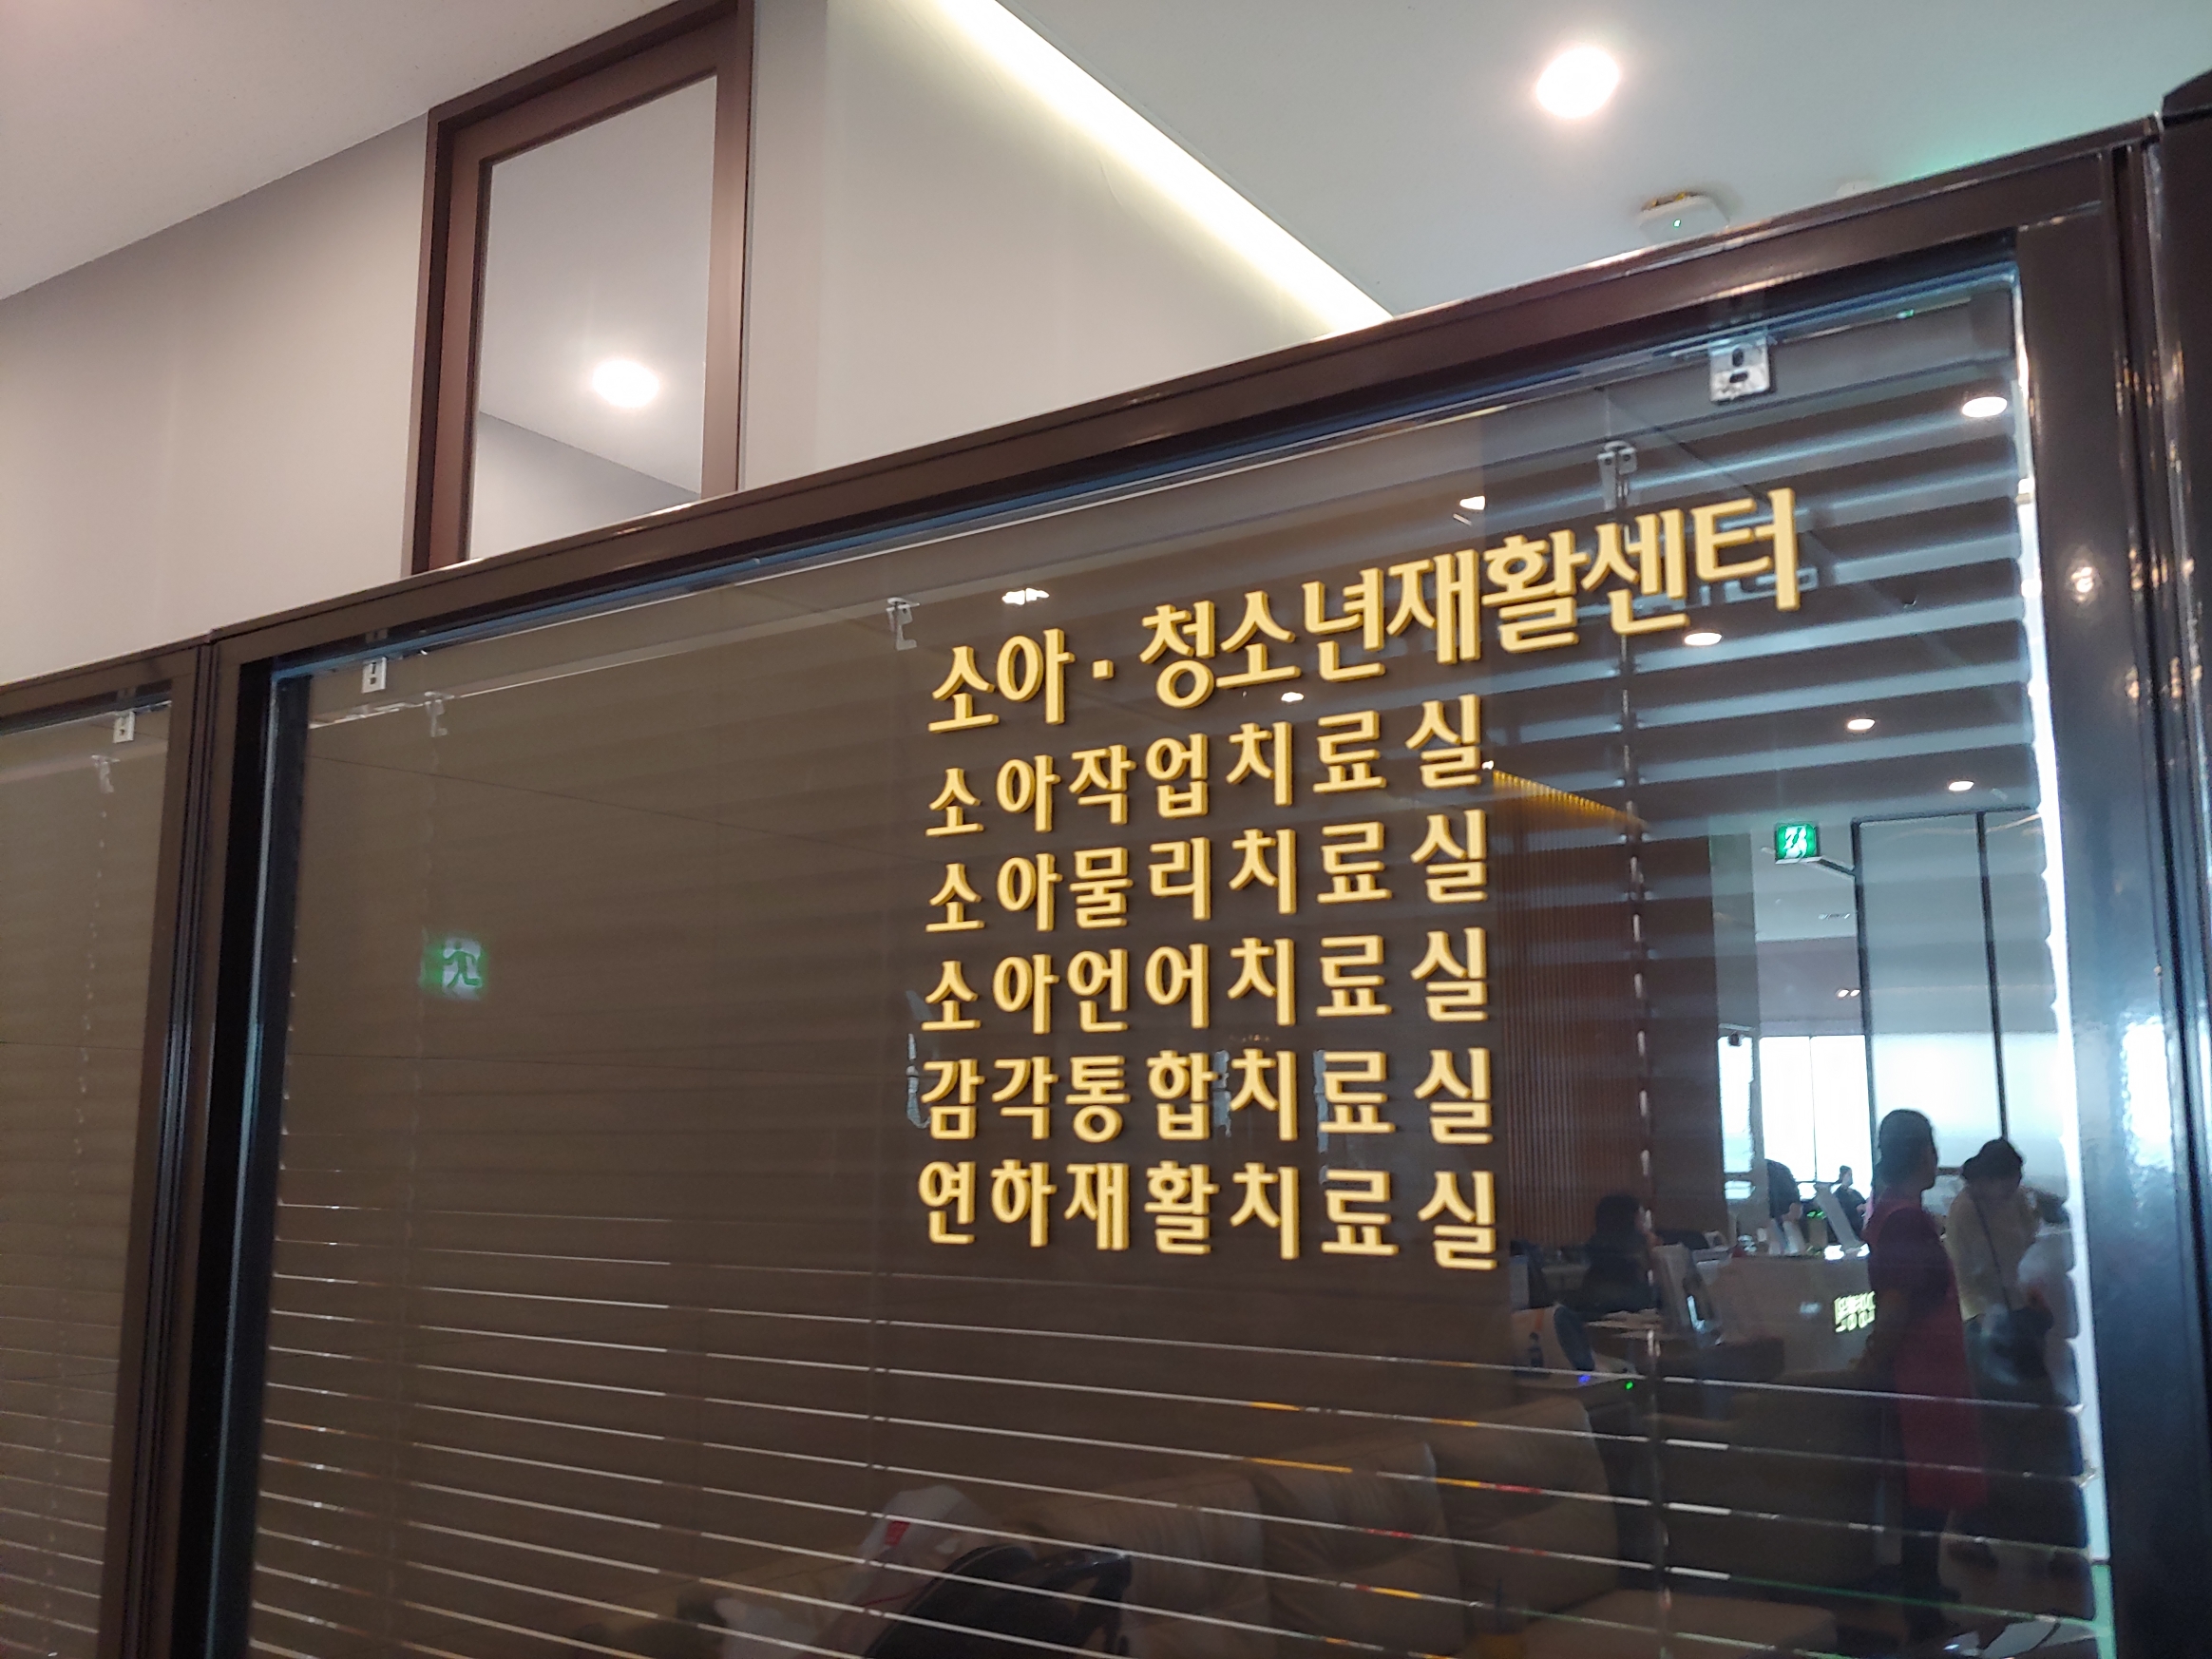 소아·청소년재활센터
소아작업치료실
소아물리치료실
소아언어치료실
감각통합치료실
연하재활치료실